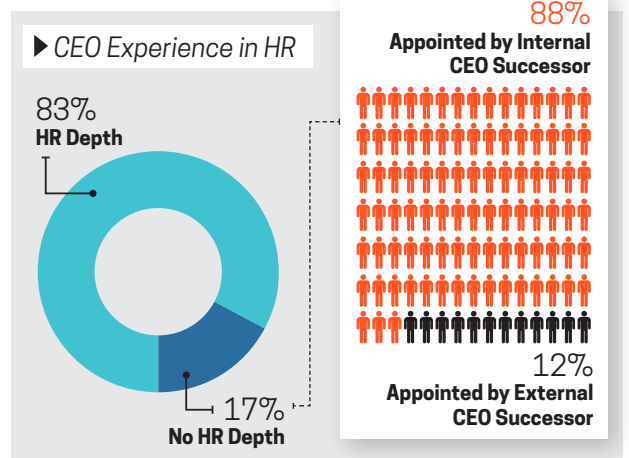 CEO Experience in HR
83%
HR Depth
17%
No HR Depth
88%
Appointed by Internal
CEO Successor
12%
Appointed by External
CEO Successor